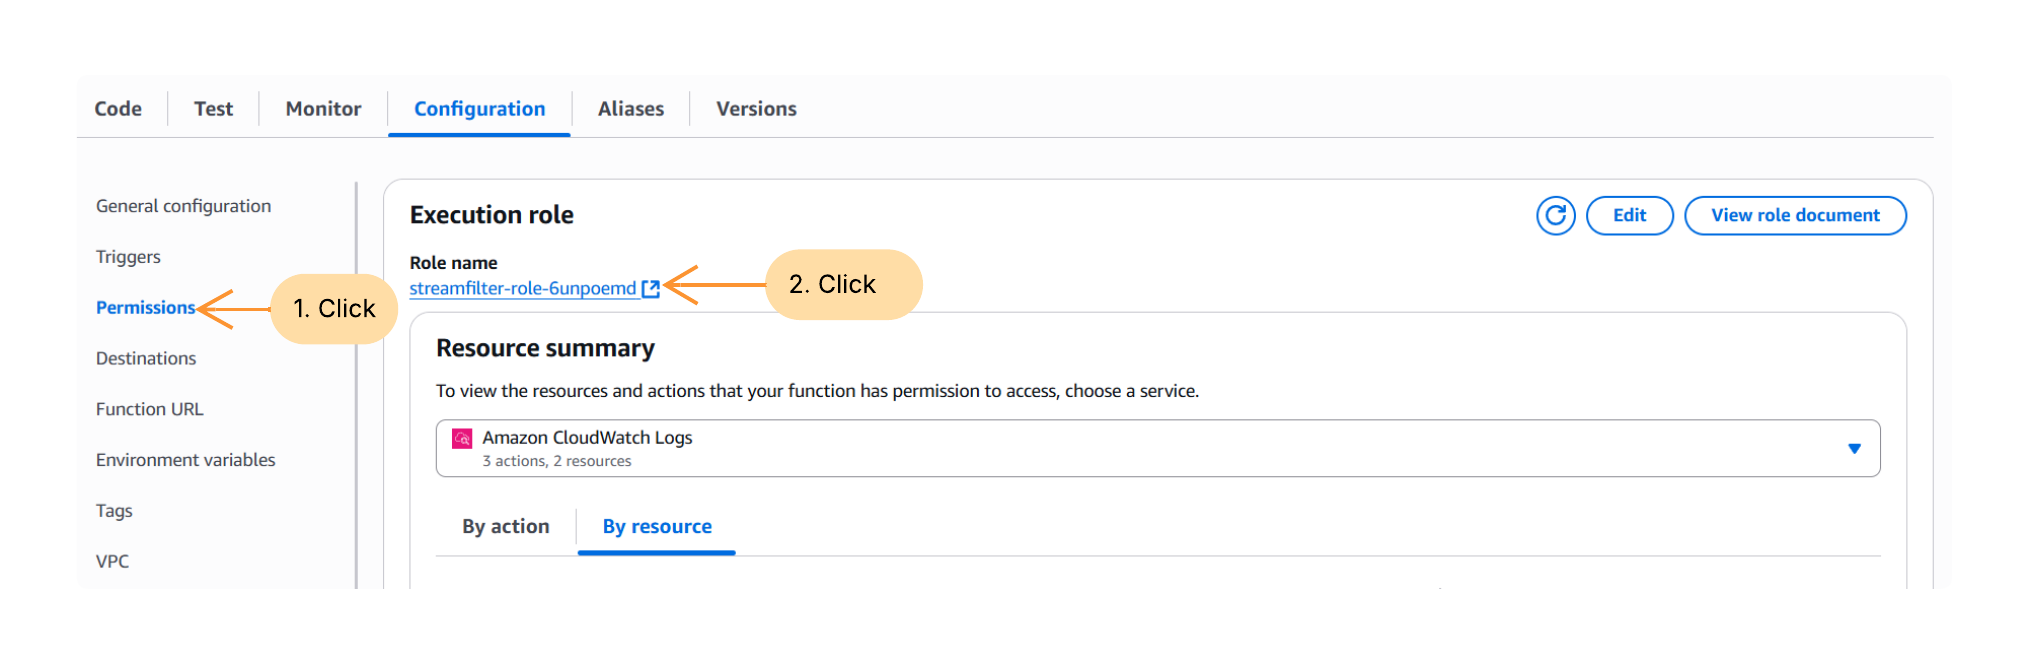 Code
Test
Monitor
Configuration
Aliases
Versions
General configuration
Triggers
Permissions
Destinations
Function URL
Environment variables
Tags
VPC
1. Click
Execution role
Edit
View role document
Role name
streamfilter-role-6unpoemd
2. Click
Resource summary
To view the resources and actions that your function has permission to access, choose a service.
Amazon CloudWatch Logs
3 actions, 2 resources
By action
By resource